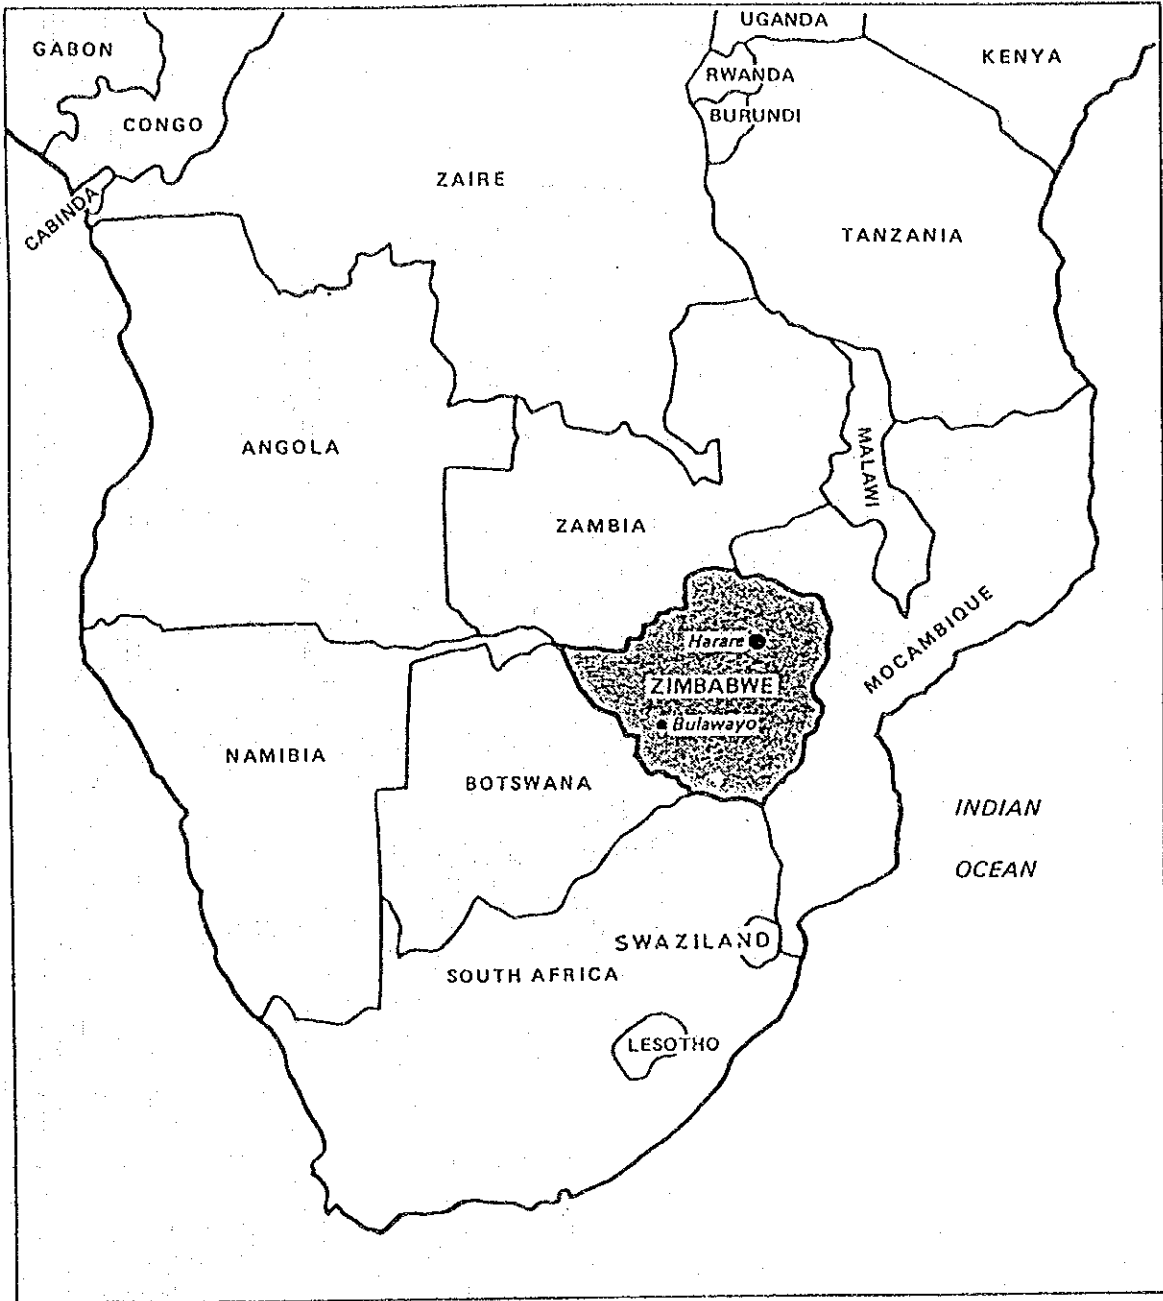 UGANDA
GABON
KENYA
RWANDA
BURUNDI
CONGO
ZAIRE
CABINDA
TANZANIA
ANGOLA
MALAWI
ZAMBIA
MOCAMBIQUE
Harare
ZIMBABWE
Bulawayo
NAMIBIA
BOTSWANA
INDIAN
OCEAN
SWAZILAND
SOUTH AFRICA
LESOTHO